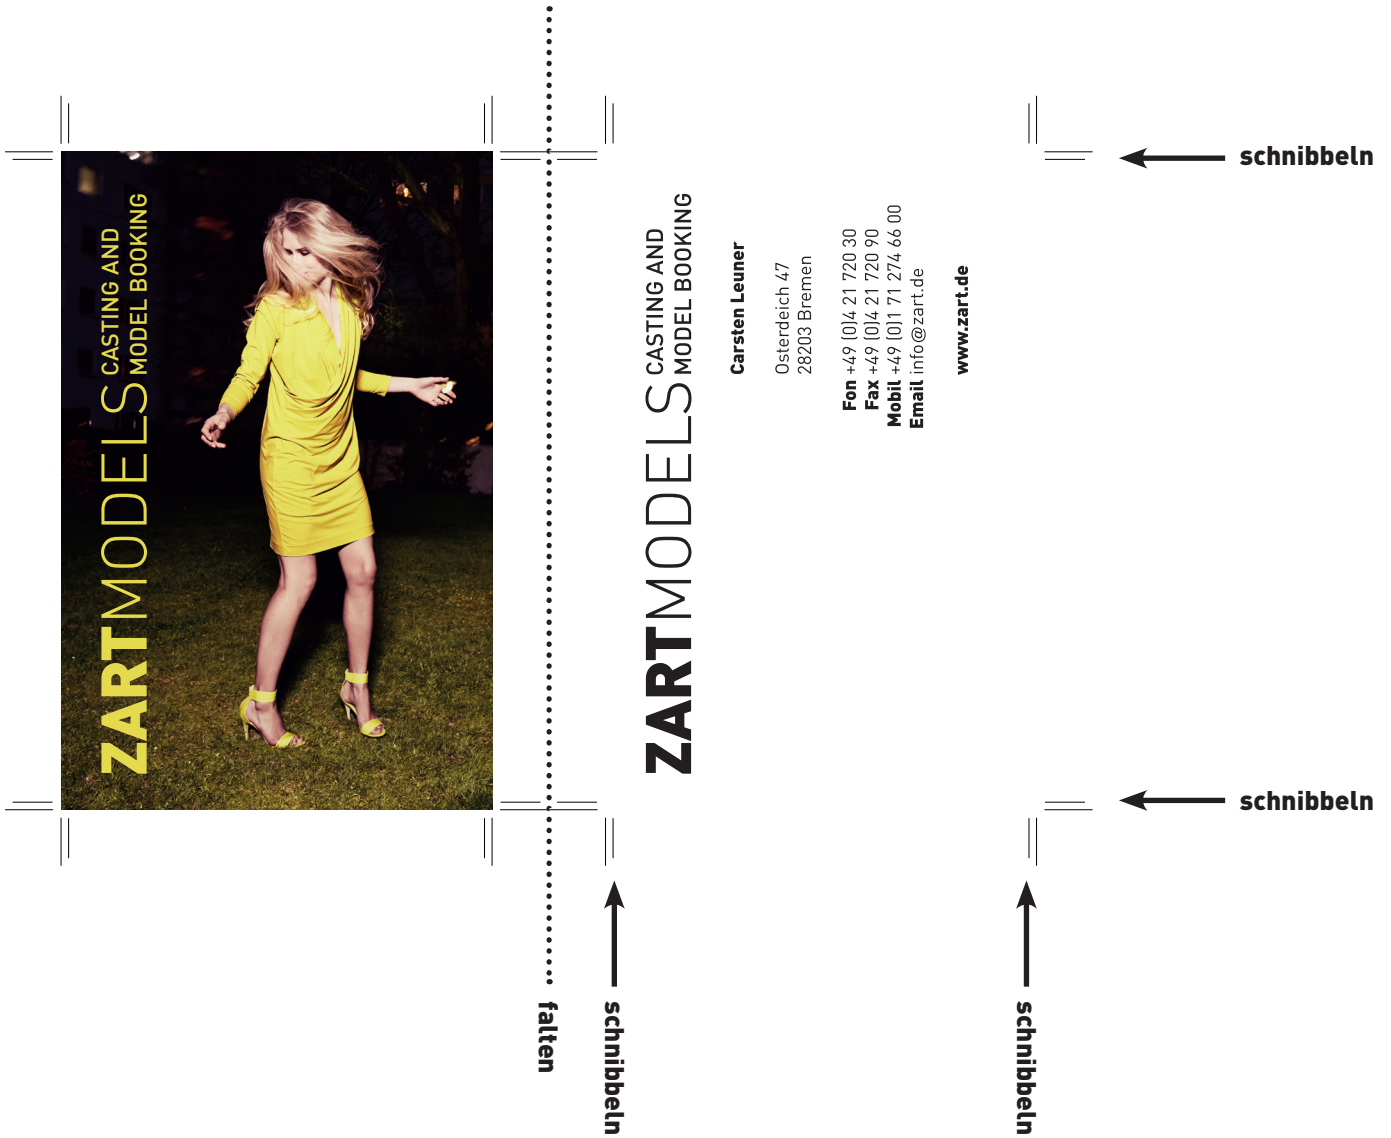 ZARTMODELS CASTING AND
MODEL BOOKING
ZARTMODELS CASTING AND
MODEL BOOKING
Carsten Leuner
Osterdeich 47
28203 Bremen
Fon +49 (0)4 21 720 30
Fax +49 (0)4 21 720 90
Mobil +49 (0)1 71 274 66 00
Email info@zart.de
www.zart.de
schnibbeln
schnibbeln
falten
schnibbeln
schnibbeln